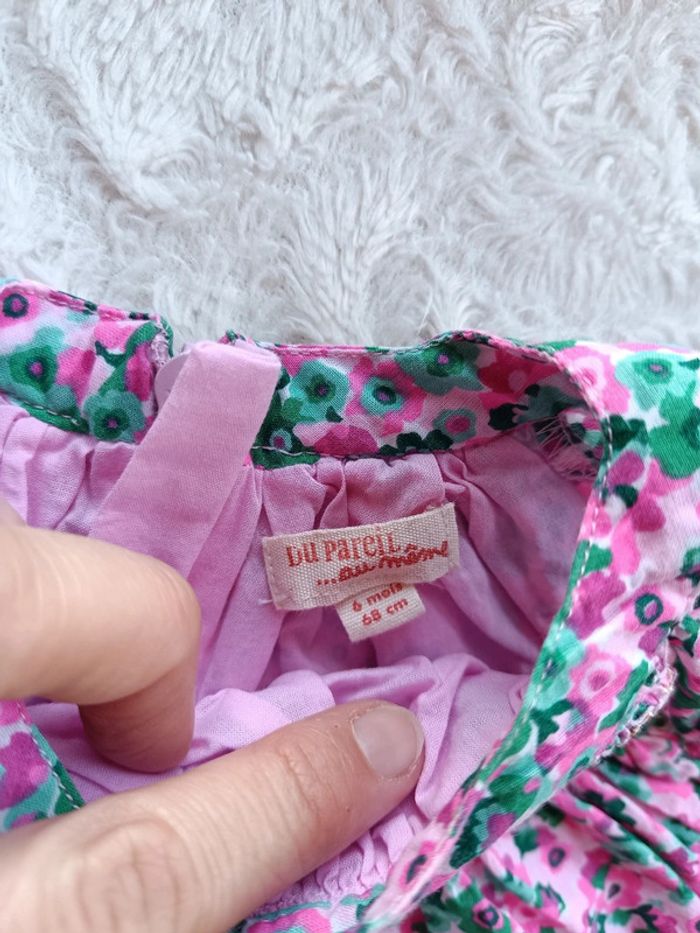 DU PAREIL
...au même
6 mois
68 cm